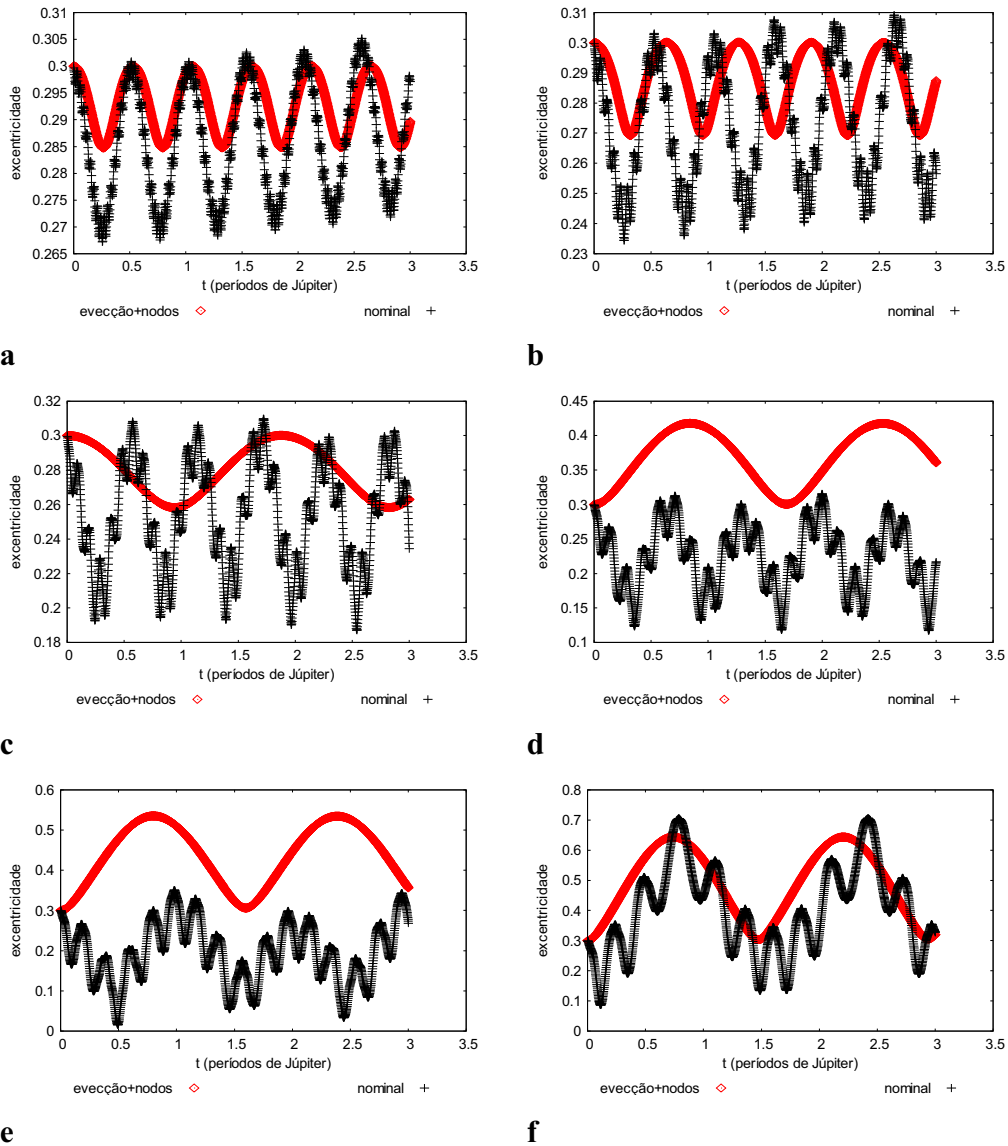 excentricidade
0.31
0.305
0.3
0.295
0.29
0.285
0.28
0.275
0.27
0.265
0 0.5 1 1.5 2 2.5 3 3.5
t (períodos de Júpiter)
evecção+nodos nominal +
a
excentricidade
0.31
0.3
0.29
0.28
0.27
0.26
0.25
0.24
0.23
0 0.5 1 1.5 2 2.5 3 3.5
t (períodos de Júpiter)
evecção+nodos nominal +
b
excentricidade
0.32
0.3
0.28
0.26
0.24
0.22
0.2
0.18
0 0.5 1 1.5 2 2.5 3 3.5
t (períodos de Júpiter)
evecção+nodos nominal +
c
excentricidade
0.45
0.4
0.35
0.3
0.25
0.2
0.15
0.1
0 0.5 1 1.5 2 2.5 3 3.5
t (períodos de Júpiter)
evecção+nodos nominal +
d
excentricidade
0.6
0.5
0.4
0.3
0.2
0.1
0
0 0.5 1 1.5 2 2.5 3 3.5
t (períodos de Júpiter)
evecção+nodos nominal +
e
excentricidade
0.8
0.7
0.6
0.5
0.4
0.3
0.2
0.1
0
0 0.5 1 1.5 2 2.5 3 3.5
t (períodos de Júpiter)
evecção+nodos nominal +
f